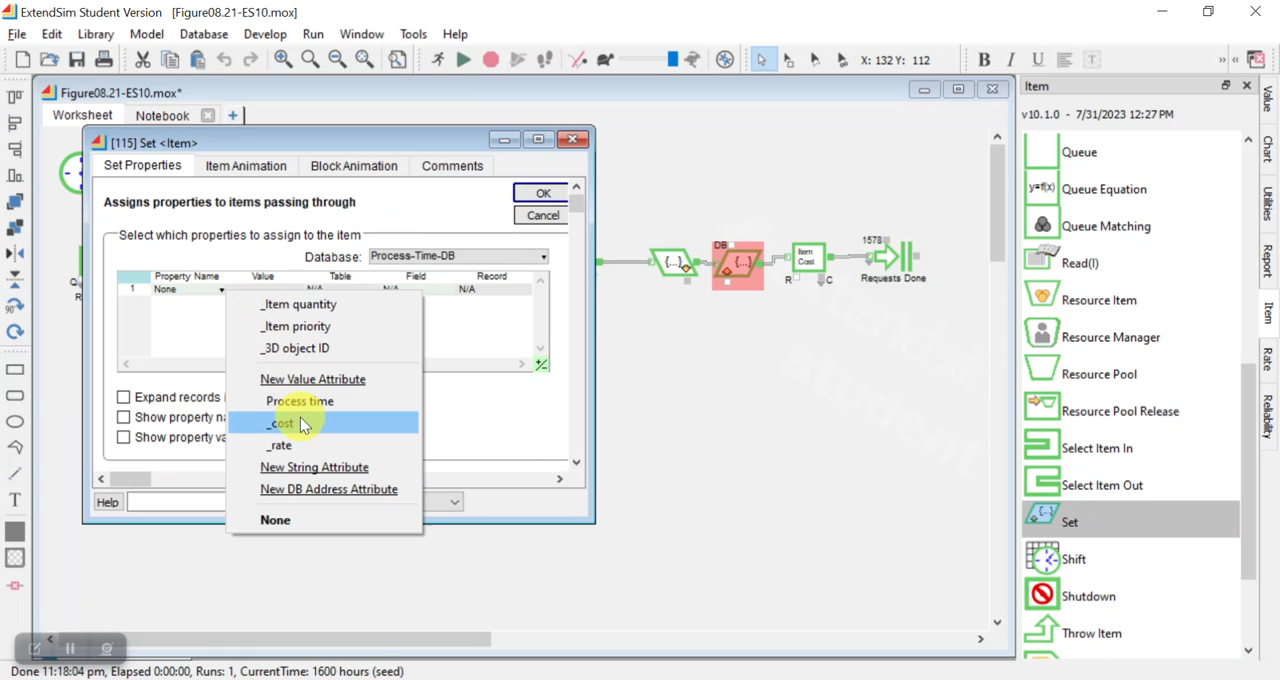 ExtendSim Student Version [Figure08.21-ES10.mox]
File Edit Library Model Database Develop Run Window Tools Help
X: 132 Y: 112 B I U T » «
Figure08.21-ES10.mox*
Worksheet Notebook +
[115] Set <Item>
Set Properties Item Animation Block Animation Comments
Assigns properties to items passing through
OK
Cancel
Select which properties to assign to the item
Database: Process-Time-DB
Property Name Value Table Field Record
1 None N/A N/A N/A
_Item quantity
_Item priority
_3D object ID
New Value Attribute
Process time
_cost
_rate
New String Attribute
New DB Address Attribute
None
Expand records
Show property
Show property
Help
{...}
DB
{...}
Item
Cost
R C
1578
Requests Done
Q
R
90°
T
Item
v10.1.0 - 7/31/2023 12:27 PM
Queue
y=f(x) Queue Equation
Queue Matching
Read(I)
Resource Item
Resource Manager
Resource Pool
Resource Pool Release
Select Item In
Select Item Out
{...} Set
Shift
Shutdown
Throw Item
Value
Chart
Utilities
Report
Item
Rate
Reliability
student
Done 11:18:04 pm, Elapsed 0:00:00, Runs: 1, CurrentTime: 1600 hours (seed)